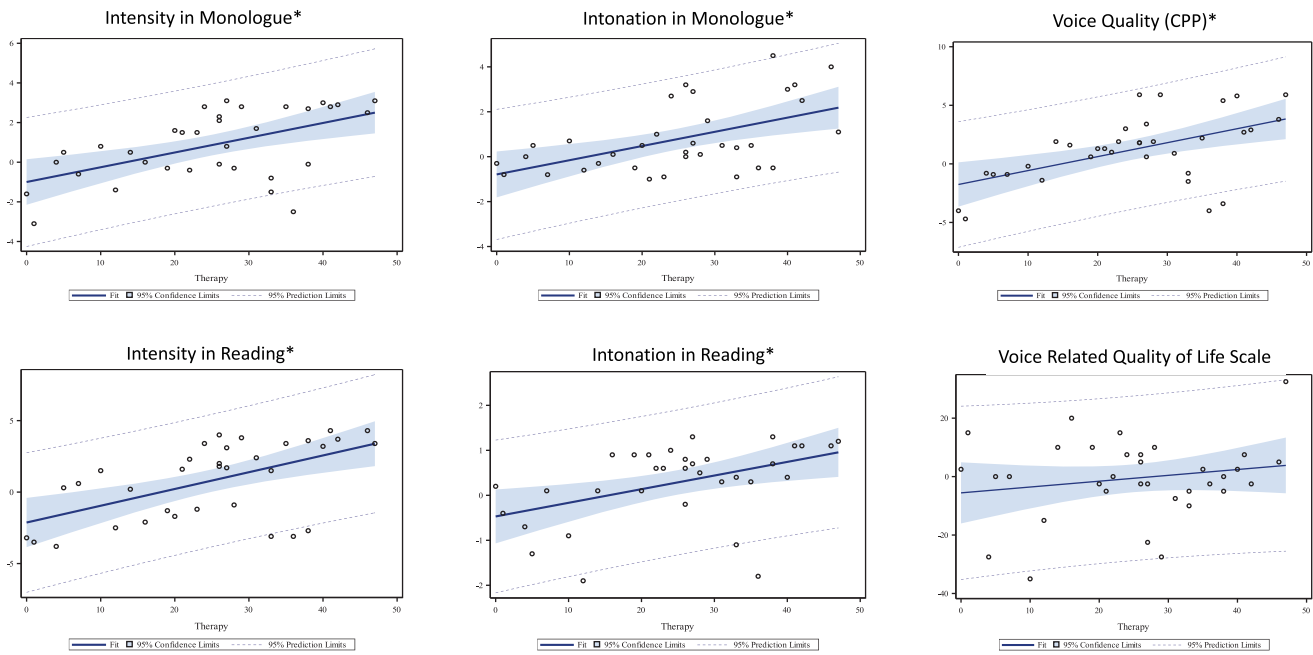 Intensity in Monologue*
6
4
2
0
-2
-4
0 10 20 30 40 50
Therapy
Fit 95% Confidence Limits 95% Prediction Limits
Intonation in Monologue*
4
2
0
-2
-4
0 10 20 30 40 50
Therapy
Fit 95% Confidence Limits 95% Prediction Limits
Voice Quality (CPP)*
10
5
0
-5
0 10 20 30 40 50
Therapy
Fit 95% Confidence Limits 95% Prediction Limits
Intensity in Reading*
5
0
-5
0 10 20 30 40 50
Therapy
Fit 95% Confidence Limits 95% Prediction Limits
Intonation in Reading*
2
1
0
-1
-2
0 10 20 30 40 50
Therapy
Fit 95% Confidence Limits 95% Prediction Limits
Voice Related Quality of Life Scale
20
0
-20
-40
0 10 20 30 40 50
Therapy
Fit 95% Confidence Limits 95% Prediction Limits